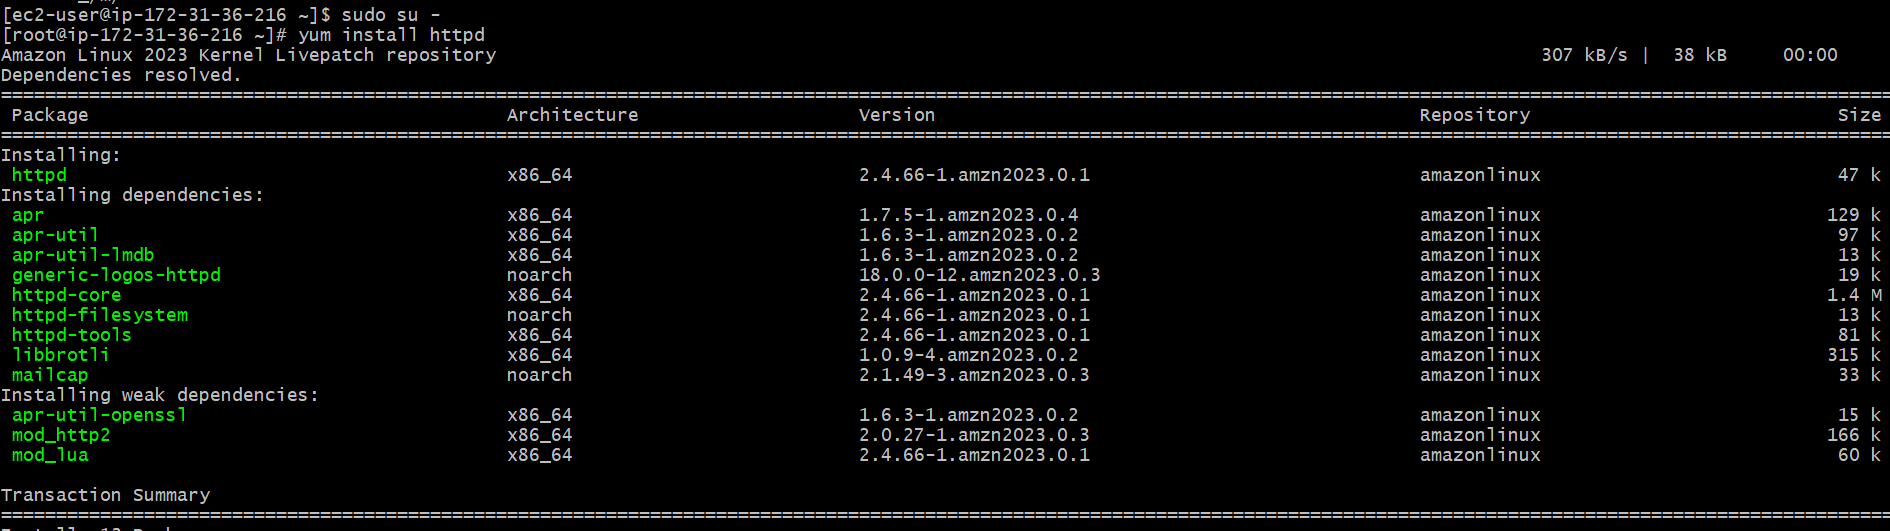 [ec2-user@ip-172-31-36-216 ~]$ sudo su -
[root@ip-172-31-36-216 ~]# yum install httpd
Amazon Linux 2023 Kernel Livepatch repository 307 kB/s | 38 kB 00:00
Dependencies resolved.
Package Architecture Version Repository Size
Installing:
httpd x86_64 2.4.66-1.amzn2023.0.1 amazonlinux 47 k
Installing dependencies:
apr x86_64 1.7.5-1.amzn2023.0.4 amazonlinux 129 k
apr-util x86_64 1.6.3-1.amzn2023.0.2 amazonlinux 97 k
apr-util-lmdb x86_64 1.6.3-1.amzn2023.0.2 amazonlinux 13 k
generic-logos-httpd noarch 18.0.0-12.amzn2023.0.3 amazonlinux 19 k
httpd-core x86_64 2.4.66-1.amzn2023.0.1 amazonlinux 1.4 M
httpd-filesystem noarch 2.4.66-1.amzn2023.0.1 amazonlinux 13 k
httpd-tools x86_64 2.4.66-1.amzn2023.0.1 amazonlinux 81 k
libbrotli x86_64 1.0.9-4.amzn2023.0.2 amazonlinux 315 k
mailcap noarch 2.1.49-3.amzn2023.0.3 amazonlinux 33 k
Installing weak dependencies:
apr-util-openssl x86_64 1.6.3-1.amzn2023.0.2 amazonlinux 15 k
mod_http2 x86_64 2.0.27-1.amzn2023.0.3 amazonlinux 166 k
mod_lua x86_64 2.4.66-1.amzn2023.0.1 amazonlinux 60 k
Transaction Summary